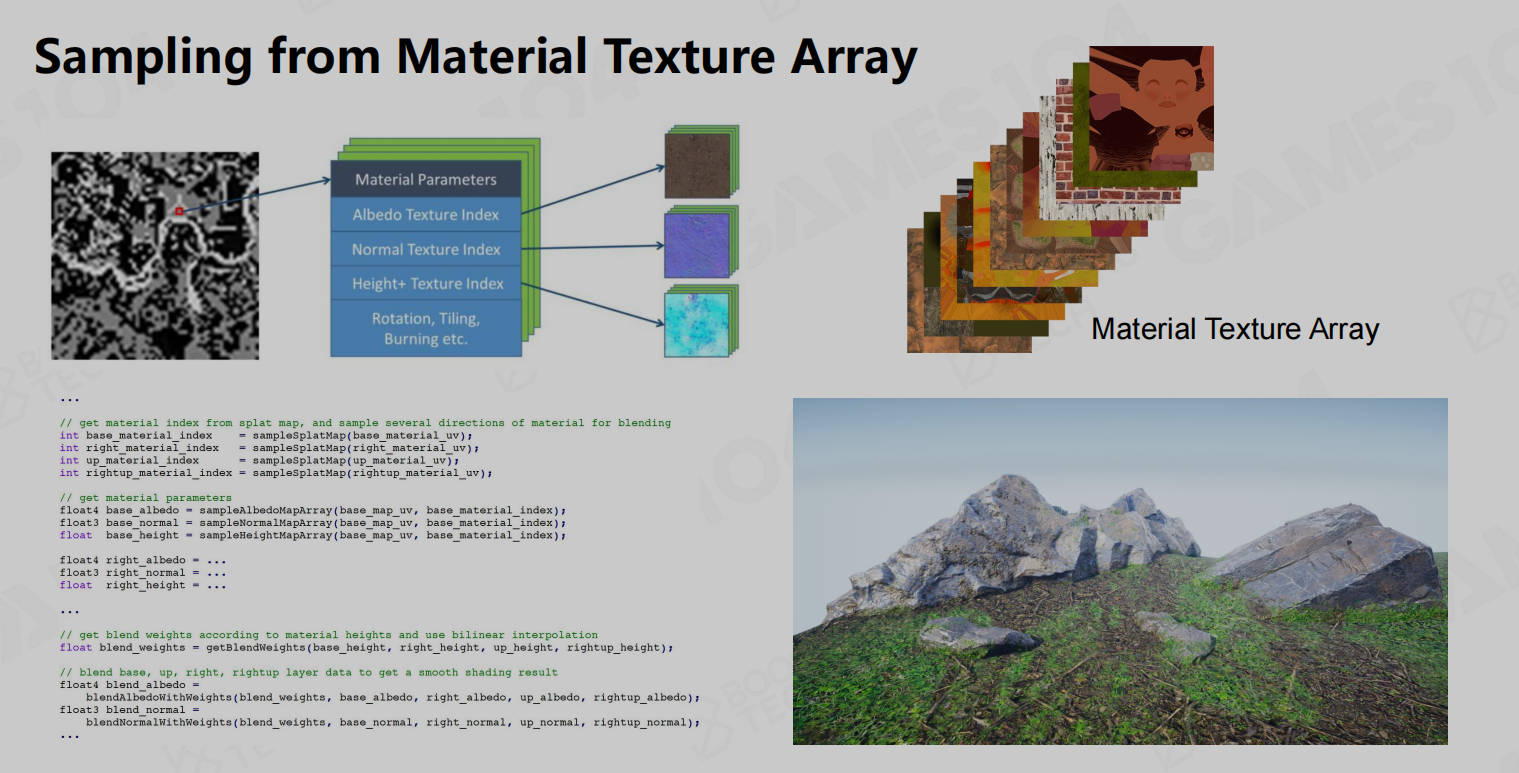 Sampling from Material Texture Array
Material Parameters
Albedo Texture Index
Normal Texture Index
Height+ Texture Index
Rotation, Tiling,
Burning etc.
Material Texture Array
...
// get material index from splat map, and sample several directions of material for blending
int base_material_index = sampleSplatMap(base_material_uv);
int right_material_index = sampleSplatMap(right_material_uv);
int up_material_index = sampleSplatMap(up_material_uv);
int rightup_material_index = sampleSplatMap(rightup_material_uv);
// get material parameters
float4 base_albedo = sampleAlbedoMapArray(base_map_uv, base_material_index);
float3 base_normal = sampleNormalMapArray(base_map_uv, base_material_index);
float base_height = sampleHeightMapArray(base_map_uv, base_material_index);
float4 right_albedo = ...
float3 right_normal = ...
float right_height = ...
...
// get blend weights according to material heights and use bilinear interpolation
float blend_weights = getBlendWeights(base_height, right_height, up_height, rightup_height);
// blend base, up, right, rightup layer data to get a smooth shading result
float4 blend_albedo =
blendAlbedoWithWeights(blend_weights, base_albedo, right_albedo, up_albedo, rightup_albedo);
float3 blend_normal =
blendNormalWithWeights(blend_weights, base_normal, right_normal, up_normal, rightup_normal);
...
GAMES104